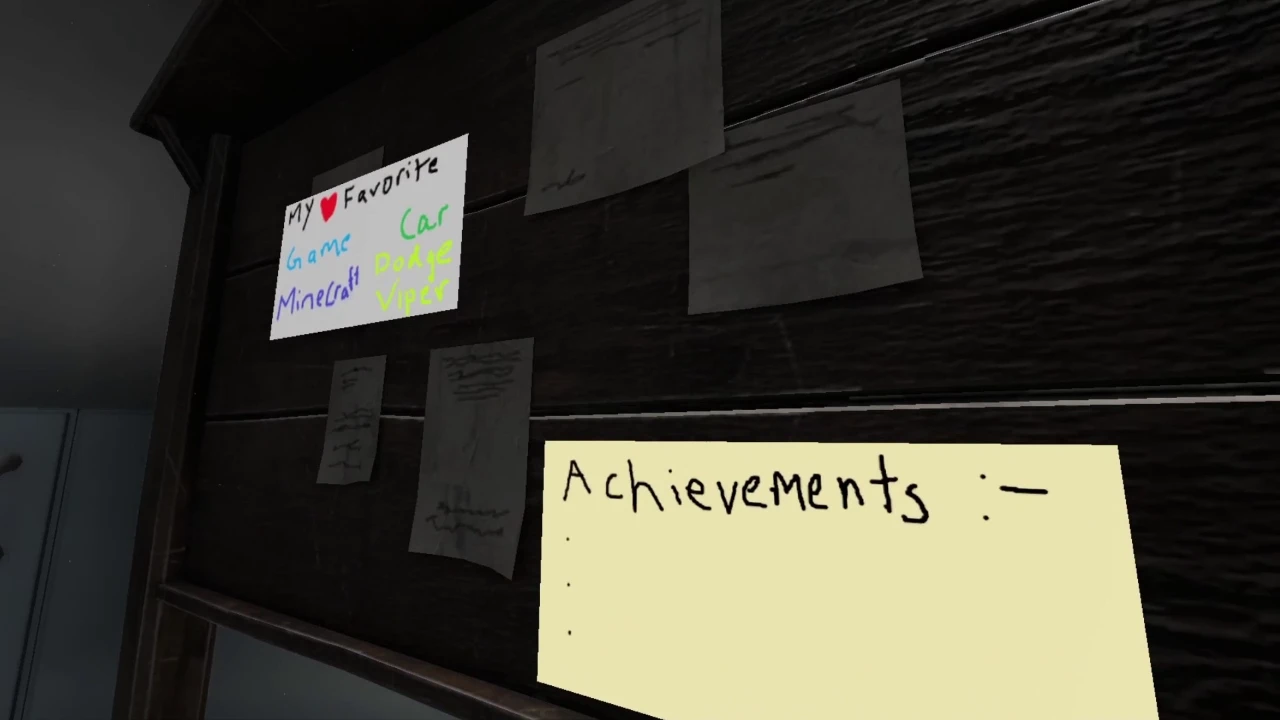 My ❤ Favorite
Game
Minecraft
Car
Dodge
Viper
Achievements :-
.
.
.